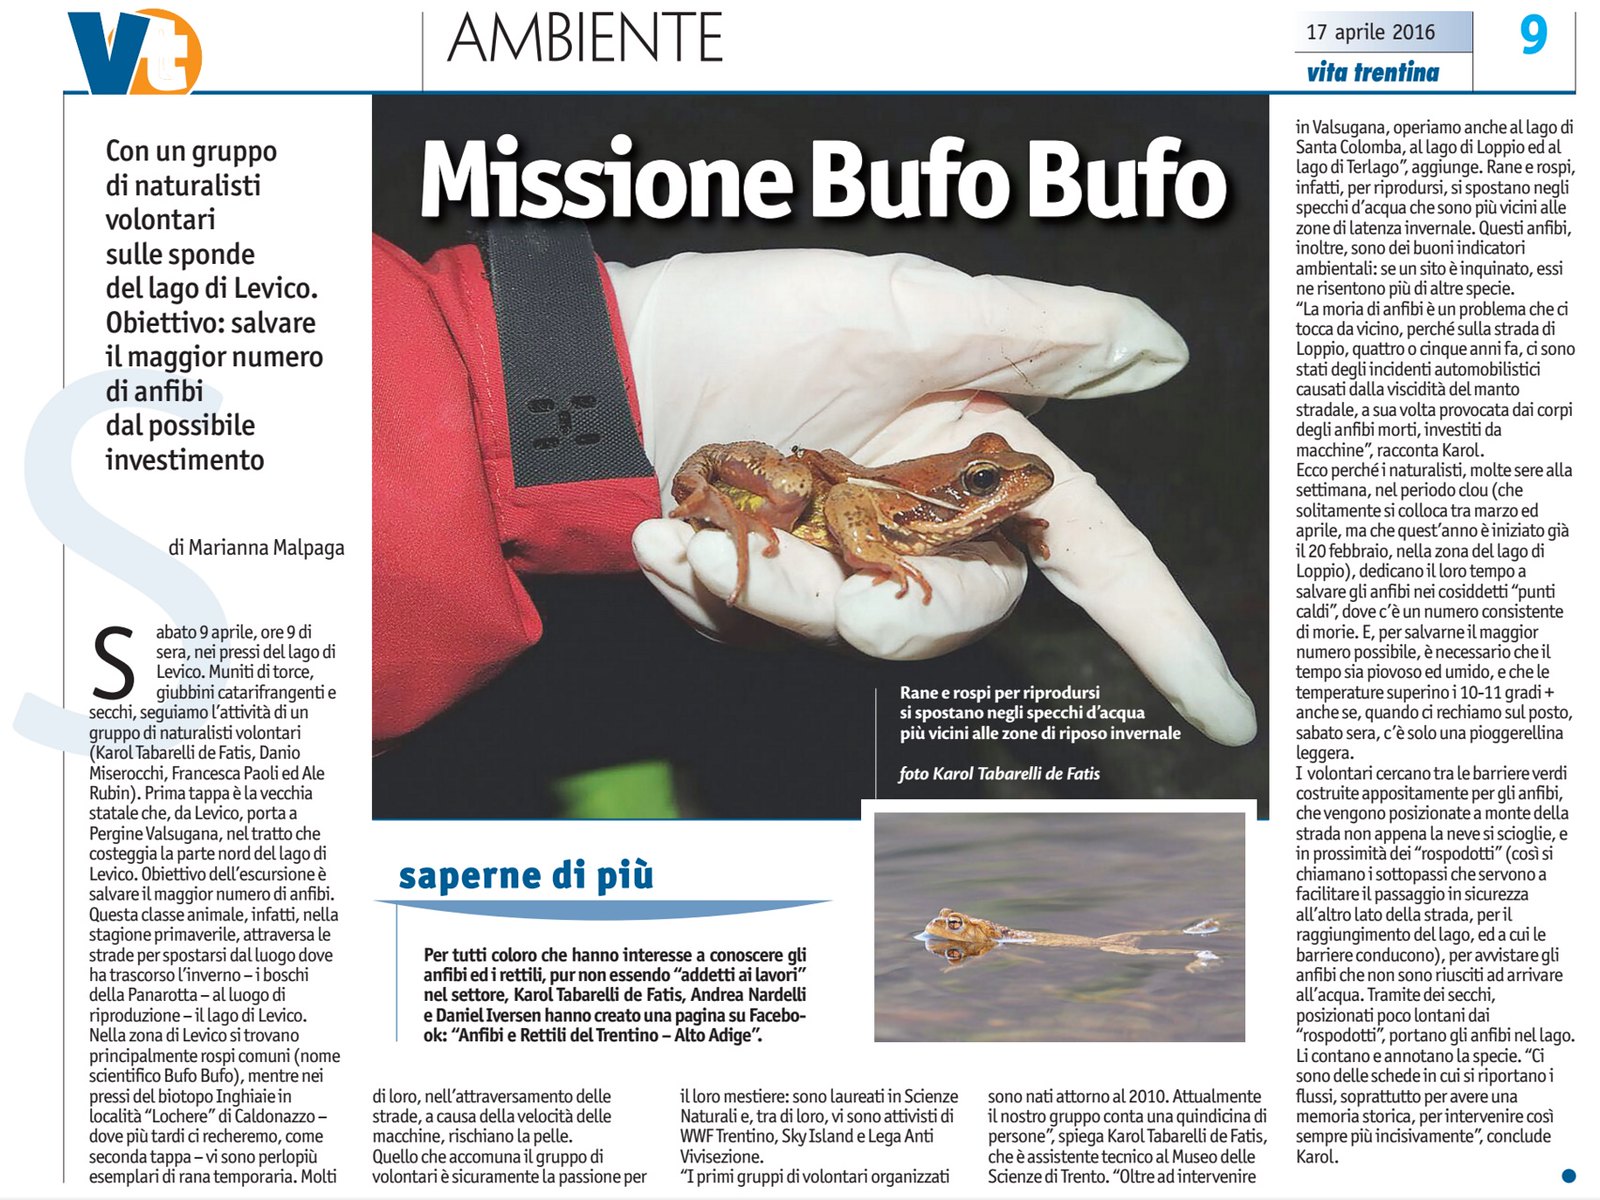 Vt
AMBIENTE
17 aprile 2016
vita trentina
9
Missione Bufo Bufo
Con un gruppo
di naturalisti
volontari
sulle sponde
del lago di Levico.
Obiettivo: salvare
il maggior numero
di anfibi
dal possibile
investimento
di Marianna Malpaga
Sabato 9 aprile, ore 9 di
sera, nei pressi del lago di
Levico. Muniti di torce,
giubbini catarifrangenti e
secchi, seguiamo l'attività di un
gruppo di naturalisti volontari
(Karol Tabarelli de Fatis, Danio
Miserocchi, Francesca Paoli ed Ale
Rubin). Prima tappa è la vecchia
statale che, da Levico, porta a
Pergine Valsugana, nel tratto che
costeggia la parte nord del lago di
Levico. Obiettivo dell'escursione è
salvare il maggior numero di anfibi.
Questa classe animale, infatti, nella
stagione primaverile, attraversa le
strade per spostarsi dal luogo dove
ha trascorso l'inverno – i boschi
della Panarotta – al luogo di
riproduzione – il lago di Levico.
Nella zona di Levico si trovano
principalmente rospi comuni (nome
scientifico Bufo Bufo), mentre nei
pressi del biotopo Inghiaie in
località “Lochere” di Caldonazzo –
dove più tardi ci recheremo, come
seconda tappa – vi sono perlopiù
esemplari di rana temporaria. Molti
di loro, nell'attraversamento delle
strade, a causa della velocità delle
macchine, rischiano la pelle.
Quello che accomuna il gruppo di
volontari è sicuramente la passione per
il loro mestiere: sono laureati in Scienze
Naturali e, tra di loro, vi sono attivisti di
WWF Trentino, Sky Island e Lega Anti
Vivisezione.
“I primi gruppi di volontari organizzati
sono nati attorno al 2010. Attualmente
il nostro gruppo conta una quindicina di
persone”, spiega Karol Tabarelli de Fatis,
che è assistente tecnico al Museo delle
Scienze di Trento. “Oltre ad intervenire
in Valsugana, operiamo anche al lago di
Santa Colomba, al lago di Loppio ed al
lago di Terlago”, aggiunge. Rane e rospi,
infatti, per riprodursi, si spostano negli
specchi d'acqua che sono più vicini alle
zone di latenza invernale. Questi anfibi,
inoltre, sono dei buoni indicatori
ambientali: se un sito è inquinato, essi
ne risentono più di altre specie.
“La moria di anfibi è un problema che ci
tocca da vicino, perché sulla strada di
Loppio, quattro o cinque anni fa, ci sono
stati degli incidenti automobilistici
causati dalla viscidità del manto
stradale, a sua volta provocata dai corpi
degli anfibi morti, investiti da
macchine”, racconta Karol.
Ecco perché i naturalisti, molte sere alla
settimana, nel periodo clou (che
solitamente si colloca tra marzo ed
aprile, ma che quest'anno è iniziato già
il 20 febbraio, nella zona del lago di
Loppio), dedicano il loro tempo a
salvare gli anfibi nei cosiddetti “punti
caldi”, dove c'è un numero consistente
di morie. E, per salvarne il maggior
numero possibile, è necessario che il
tempo sia piovoso ed umido, e che le
temperature superino i 10-11 gradi +
anche se, quando ci rechiamo sul posto,
sabato sera, c'è solo una pioggerellina
leggera.
I volontari cercano tra le barriere verdi
costruite appositamente per gli anfibi,
che vengono posizionate a monte della
strada non appena la neve si scioglie, e
in prossimità dei “rospodotti” (così si
chiamano i sottopassi che servono a
facilitare il passaggio in sicurezza
all'altro lato della strada, per il
raggiungimento del lago, ed a cui le
barriere conducono), per avvistare gli
anfibi che non sono riusciti ad arrivare
all'acqua. Tramite dei secchi,
posizionati poco lontani dai
“rospodotti”, portano gli anfibi nel lago.
Li contano e annotano la specie. “Ci
sono delle schede in cui si riportano i
flussi, soprattutto per avere una
memoria storica, per intervenire così
sempre più incisivamente”, conclude
Karol.
Rane e rospi per riprodursi
si spostano negli specchi d'acqua
più vicini alle zone di riposo invernale
foto Karol Tabarelli de Fatis
saperne di più
Per tutti coloro che hanno interesse a conoscere gli
anfibi ed i rettili, pur non essendo “addetti ai lavori”
nel settore, Karol Tabarelli de Fatis, Andrea Nardelli
e Daniel Iversen hanno creato una pagina su Facebo-
ok: “Anfibi e Rettili del Trentino – Alto Adige”.